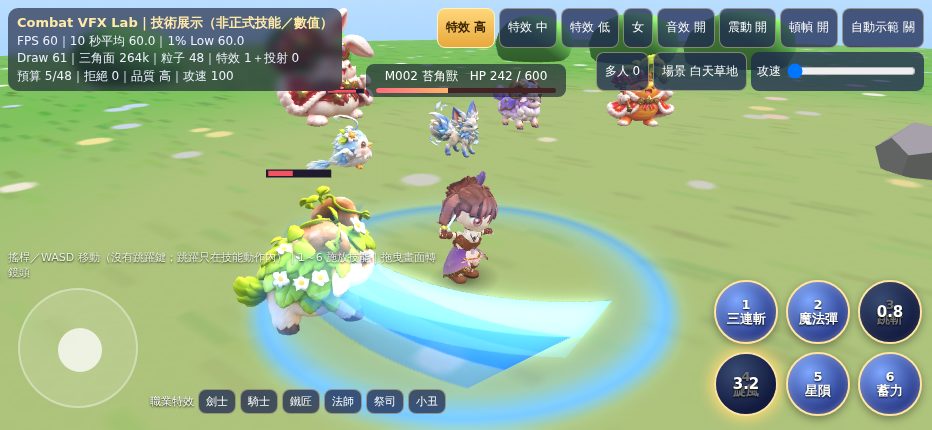 Combat VFX Lab｜技術展示（非正式技能／數值）
FPS 60｜10 秒平均 60.0｜1% Low 60.0
Draw 61｜三角面 264k｜粒子 48｜特效 1＋投射 0
預算 5/48｜拒絕 0｜品質 高｜攻速 100
特效 高
特效 中
特效 低
女
音效 開
震動 開
頓幀 開
自動示範 關
M002 苔角獸 HP 242 / 600
多人 0
場景 白天草地
攻速
搖桿／WASD 移動（沒有跳躍鍵；跳躍只在技能動作內）｜1～6 施放技能｜拖曳畫面轉
鏡頭
1
三連斬
2
魔法彈
3
0.8
跳斬
4
3.2
旋風
5
星隕
6
蓄力
職業特效
劍士
騎士
鐵匠
法師
祭司
小丑